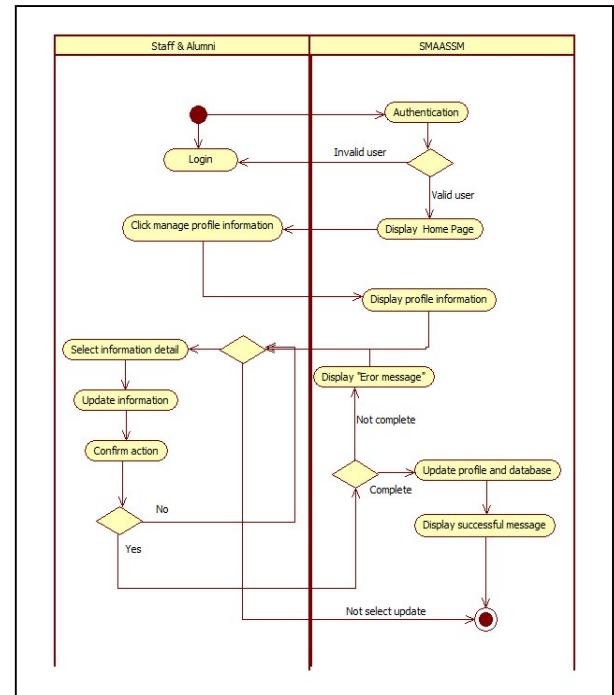 Staff & Alumni
SMAASSM
Authentication
Login
Invalid user
Valid user
Click manage profile information
Display Home Page
Display profile information
Select information detail
Display "Eror message"
Update information
Not complete
Confirm action
Update profile and database
Complete
No
Display successful message
Yes
Not select update